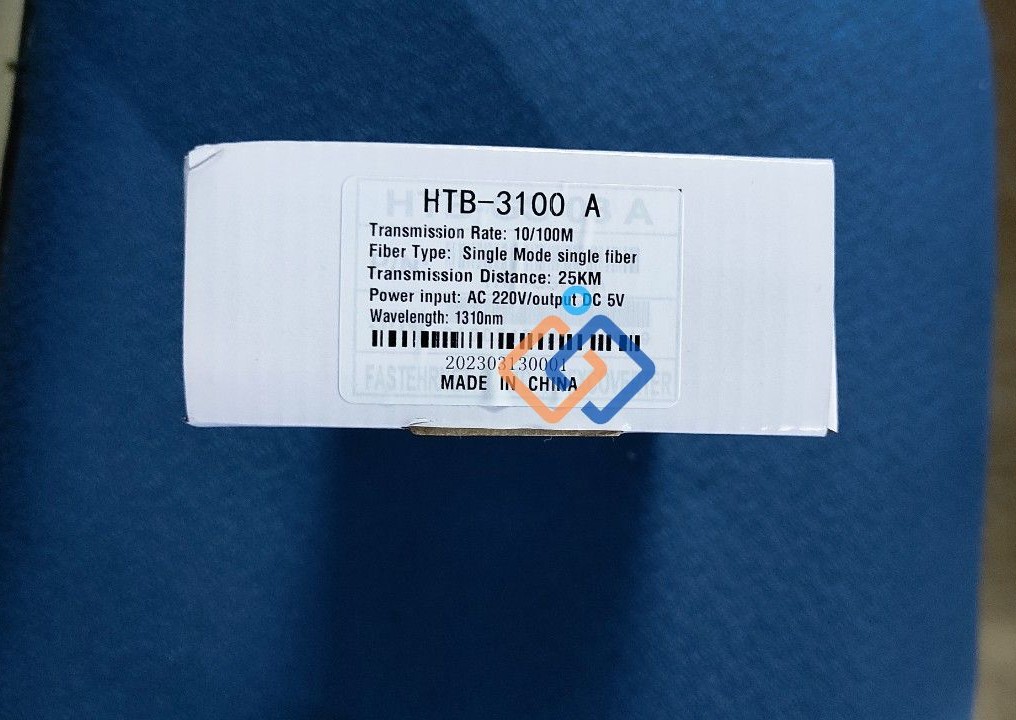 HTB-3100 A
Transmission Rate: 10/100M
Fiber Type: Single Mode single fiber
Transmission Distance: 25KM
Power input: AC 220V/output DC 5V
Wavelength: 1310nm
202303130001
MADE IN CHINA